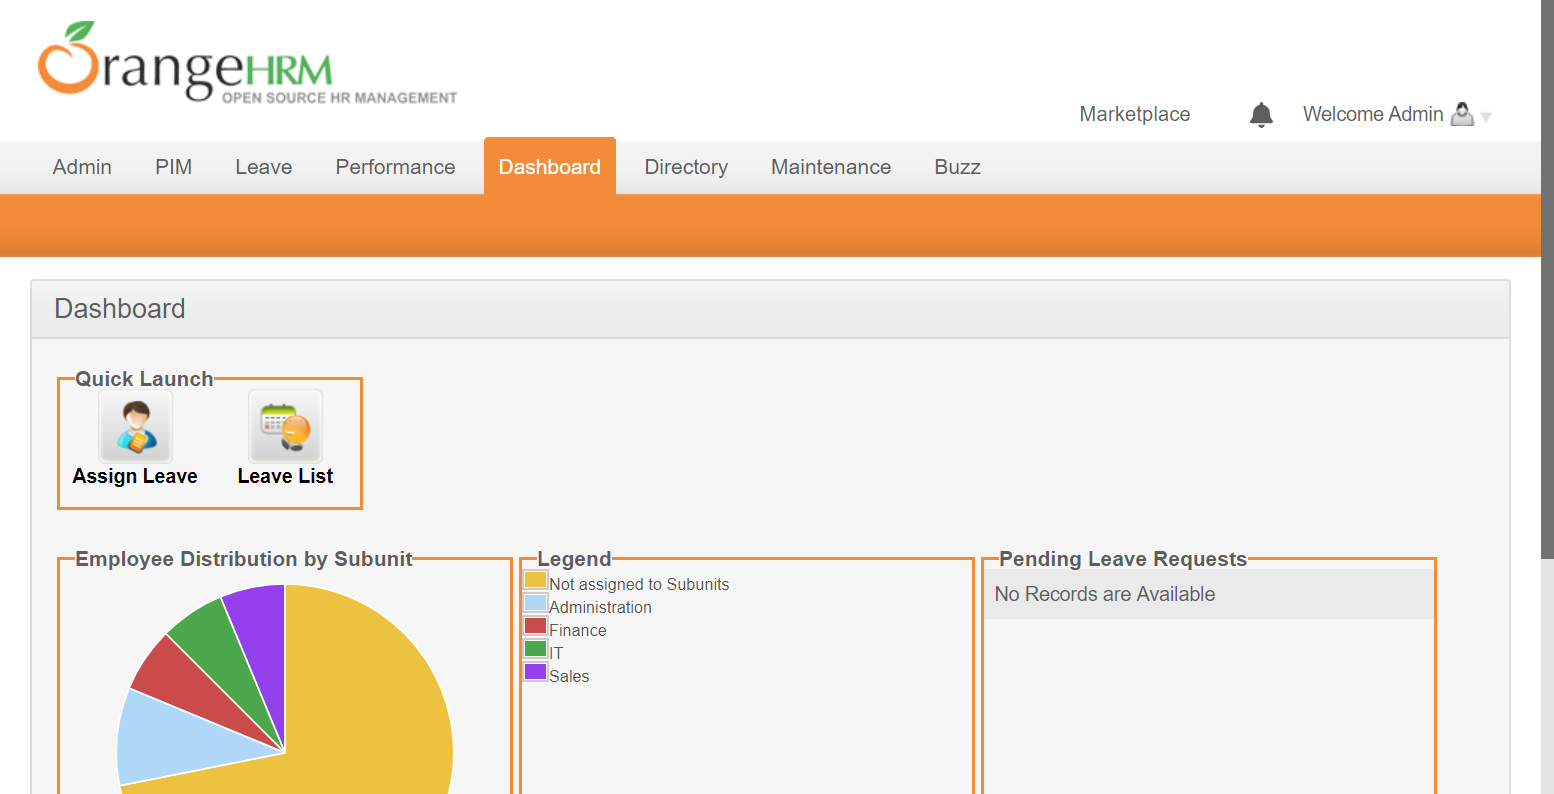 OrangeHRM
OPEN SOURCE HR MANAGEMENT
Marketplace Welcome Admin
Admin PIM Leave Performance Dashboard Directory Maintenance Buzz
Dashboard
Quick Launch
Assign Leave Leave List
Employee Distribution by Subunit
Legend
Not assigned to Subunits
Administration
Finance
IT
Sales
Pending Leave Requests
No Records are Available